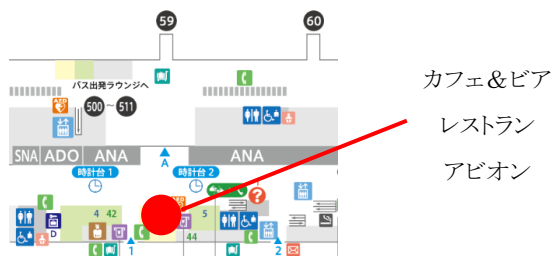 59
60
バス出発ラウンジへ
AED
500~511
SNA ADO ANA
A
ANA
時計台 1
時計台 2
?
4 42
5
D
44
1
2
カフェ&ビア
レストラン
アビオン